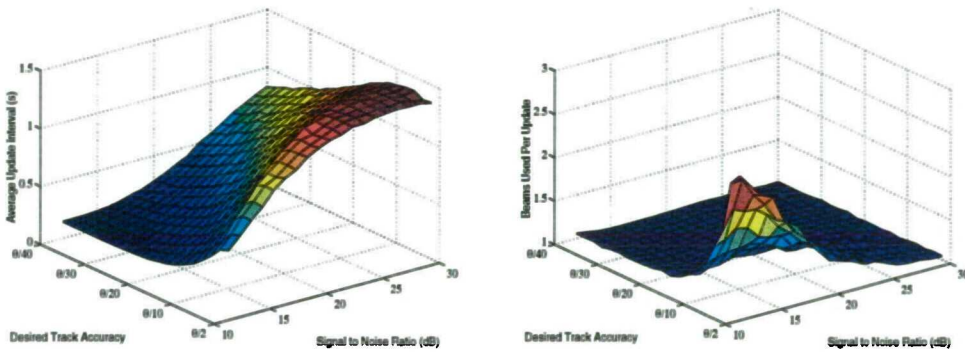 1.5
1
0.5
0
Average Update Interval (s)
θ/40
θ/30
θ/20
θ/10
θ/2
10
15
20
25
30
Desired Track Accuracy
Signal to Noise Ratio (dB)
3
2.5
2
1.5
1
Beams Used Per Update
θ/40
θ/30
θ/20
θ/10
θ/2
10
15
20
25
30
Desired Track Accuracy
Signal to Noise Ratio (dB)